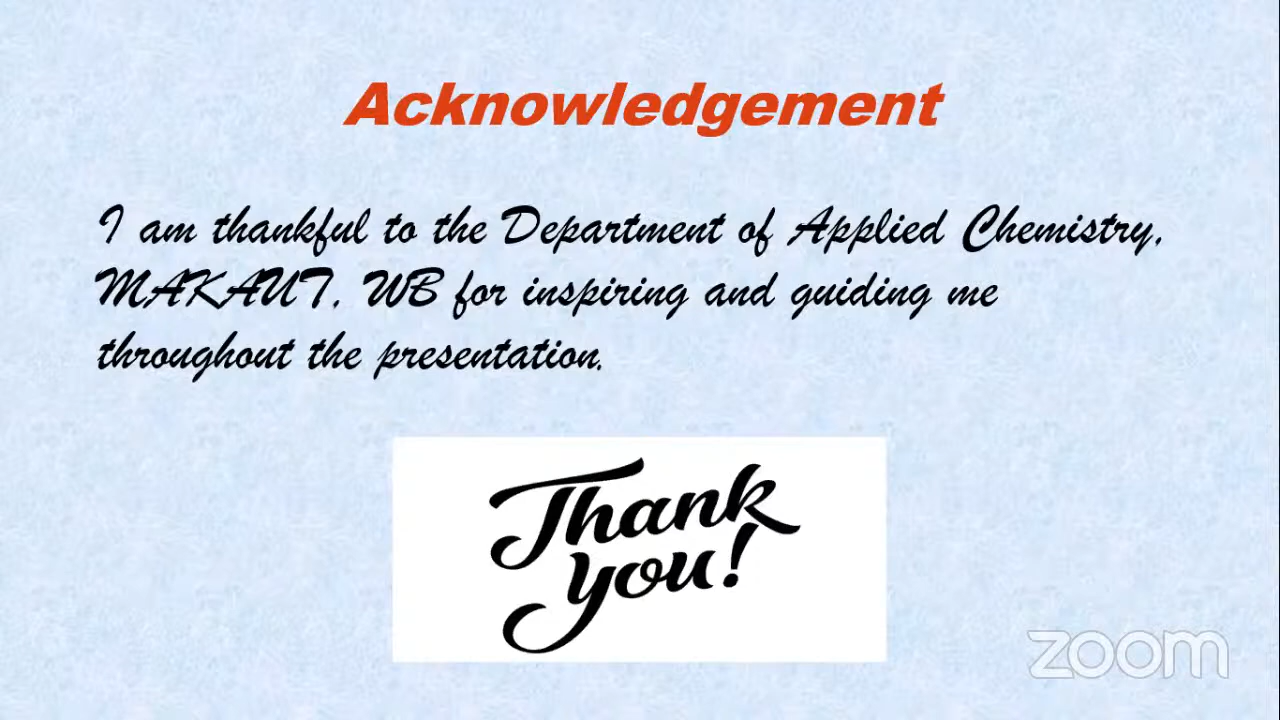 Acknowledgement
I am thankful to the Department of Applied Chemistry,
MAKAUT, WB for inspiring and guiding me
throughout the presentation.
Thank
you!
zoom